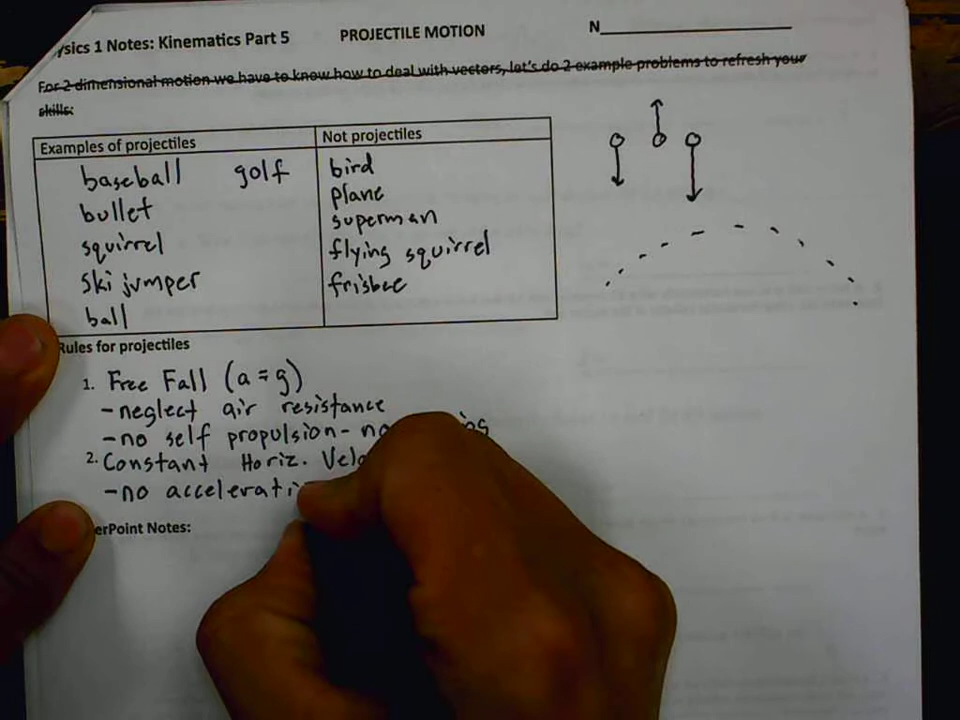 ysics 1 Notes: Kinematics Part 5 PROJECTILE MOTION N
For 2 dimensional motion we have to know how to deal with vectors, let's do 2 example problems to refresh your
skills:
Examples of projectiles Not projectiles
baseball golf bird
bullet plane
squirrel superman
ski jumper flying squirrel
ball frisbee
Rules for projectiles
1. Free Fall (a = g)
-neglect air resistance
-no self propulsion-
2. Constant Horiz.
-no
erPoint Notes: